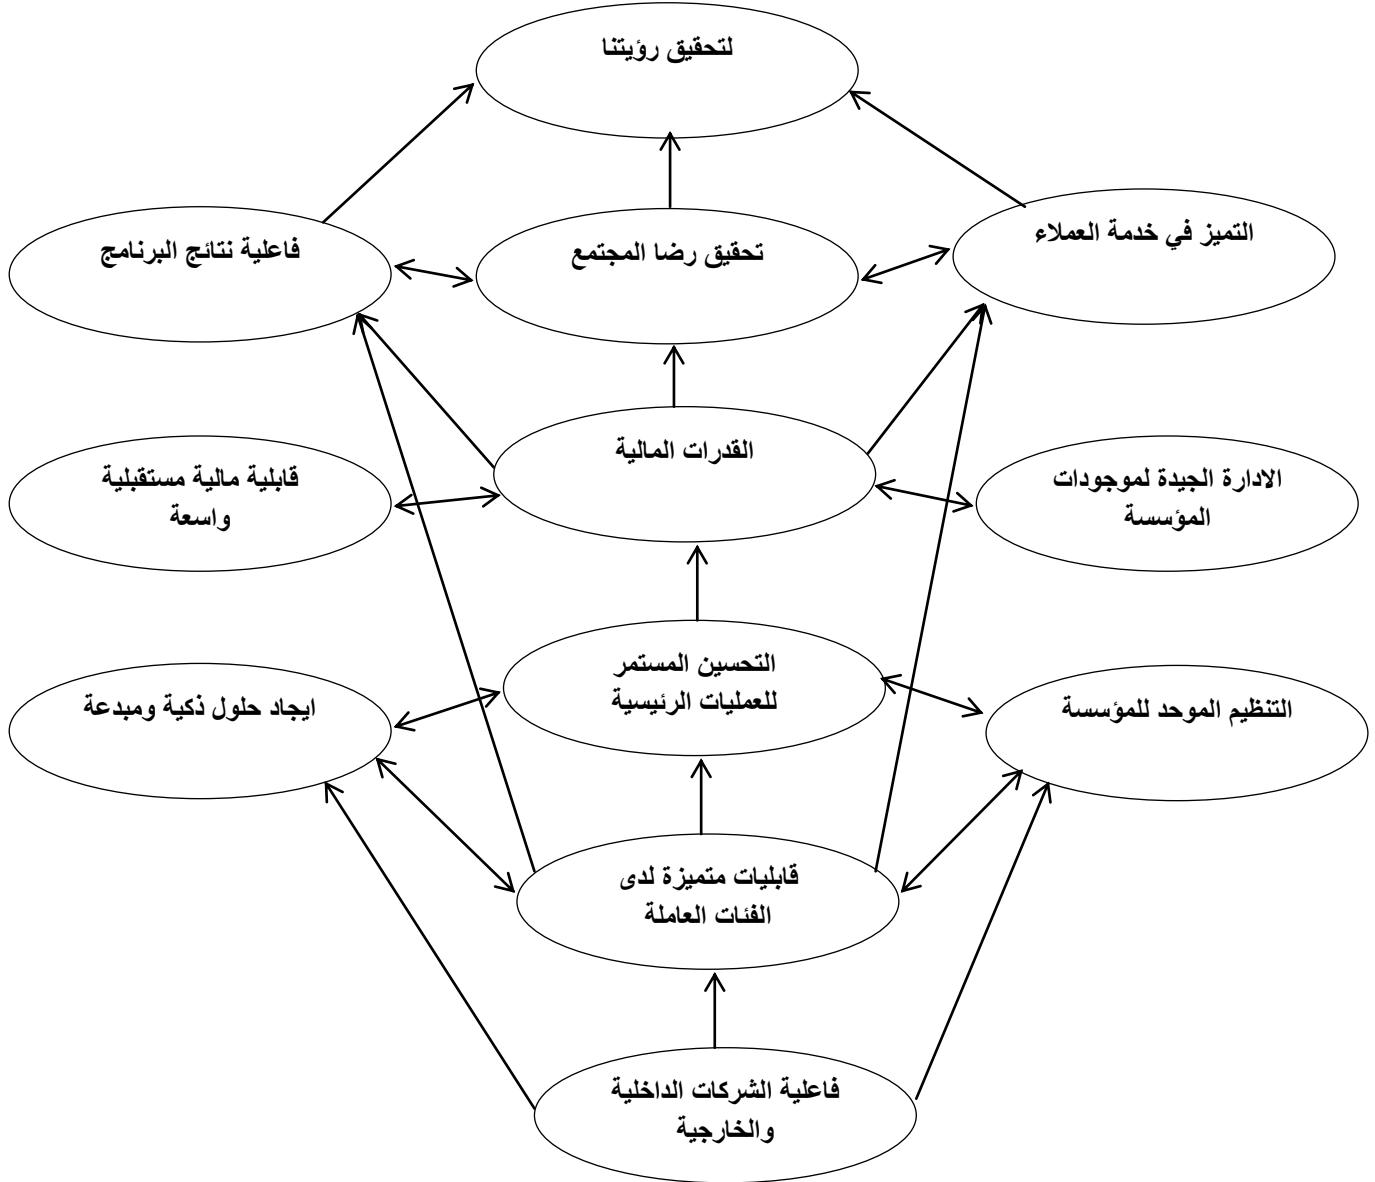 لتحقيق رؤيتنا
التميز في خدمة العملاء
تحقيق رضا المجتمع
فاعلية نتائج البرنامج
القدرات المالية
الادارة الجيدة لموجودات
المؤسسة
قابلية مالية مستقبلية
واسعة
التحسين المستمر
للعمليات الرئيسية
التنظيم الموحد للمؤسسة
ايجاد حلول ذكية ومبدعة
قابليات متميزة لدى
الفئات العاملة
فاعلية الشركات الداخلية
والخارجية